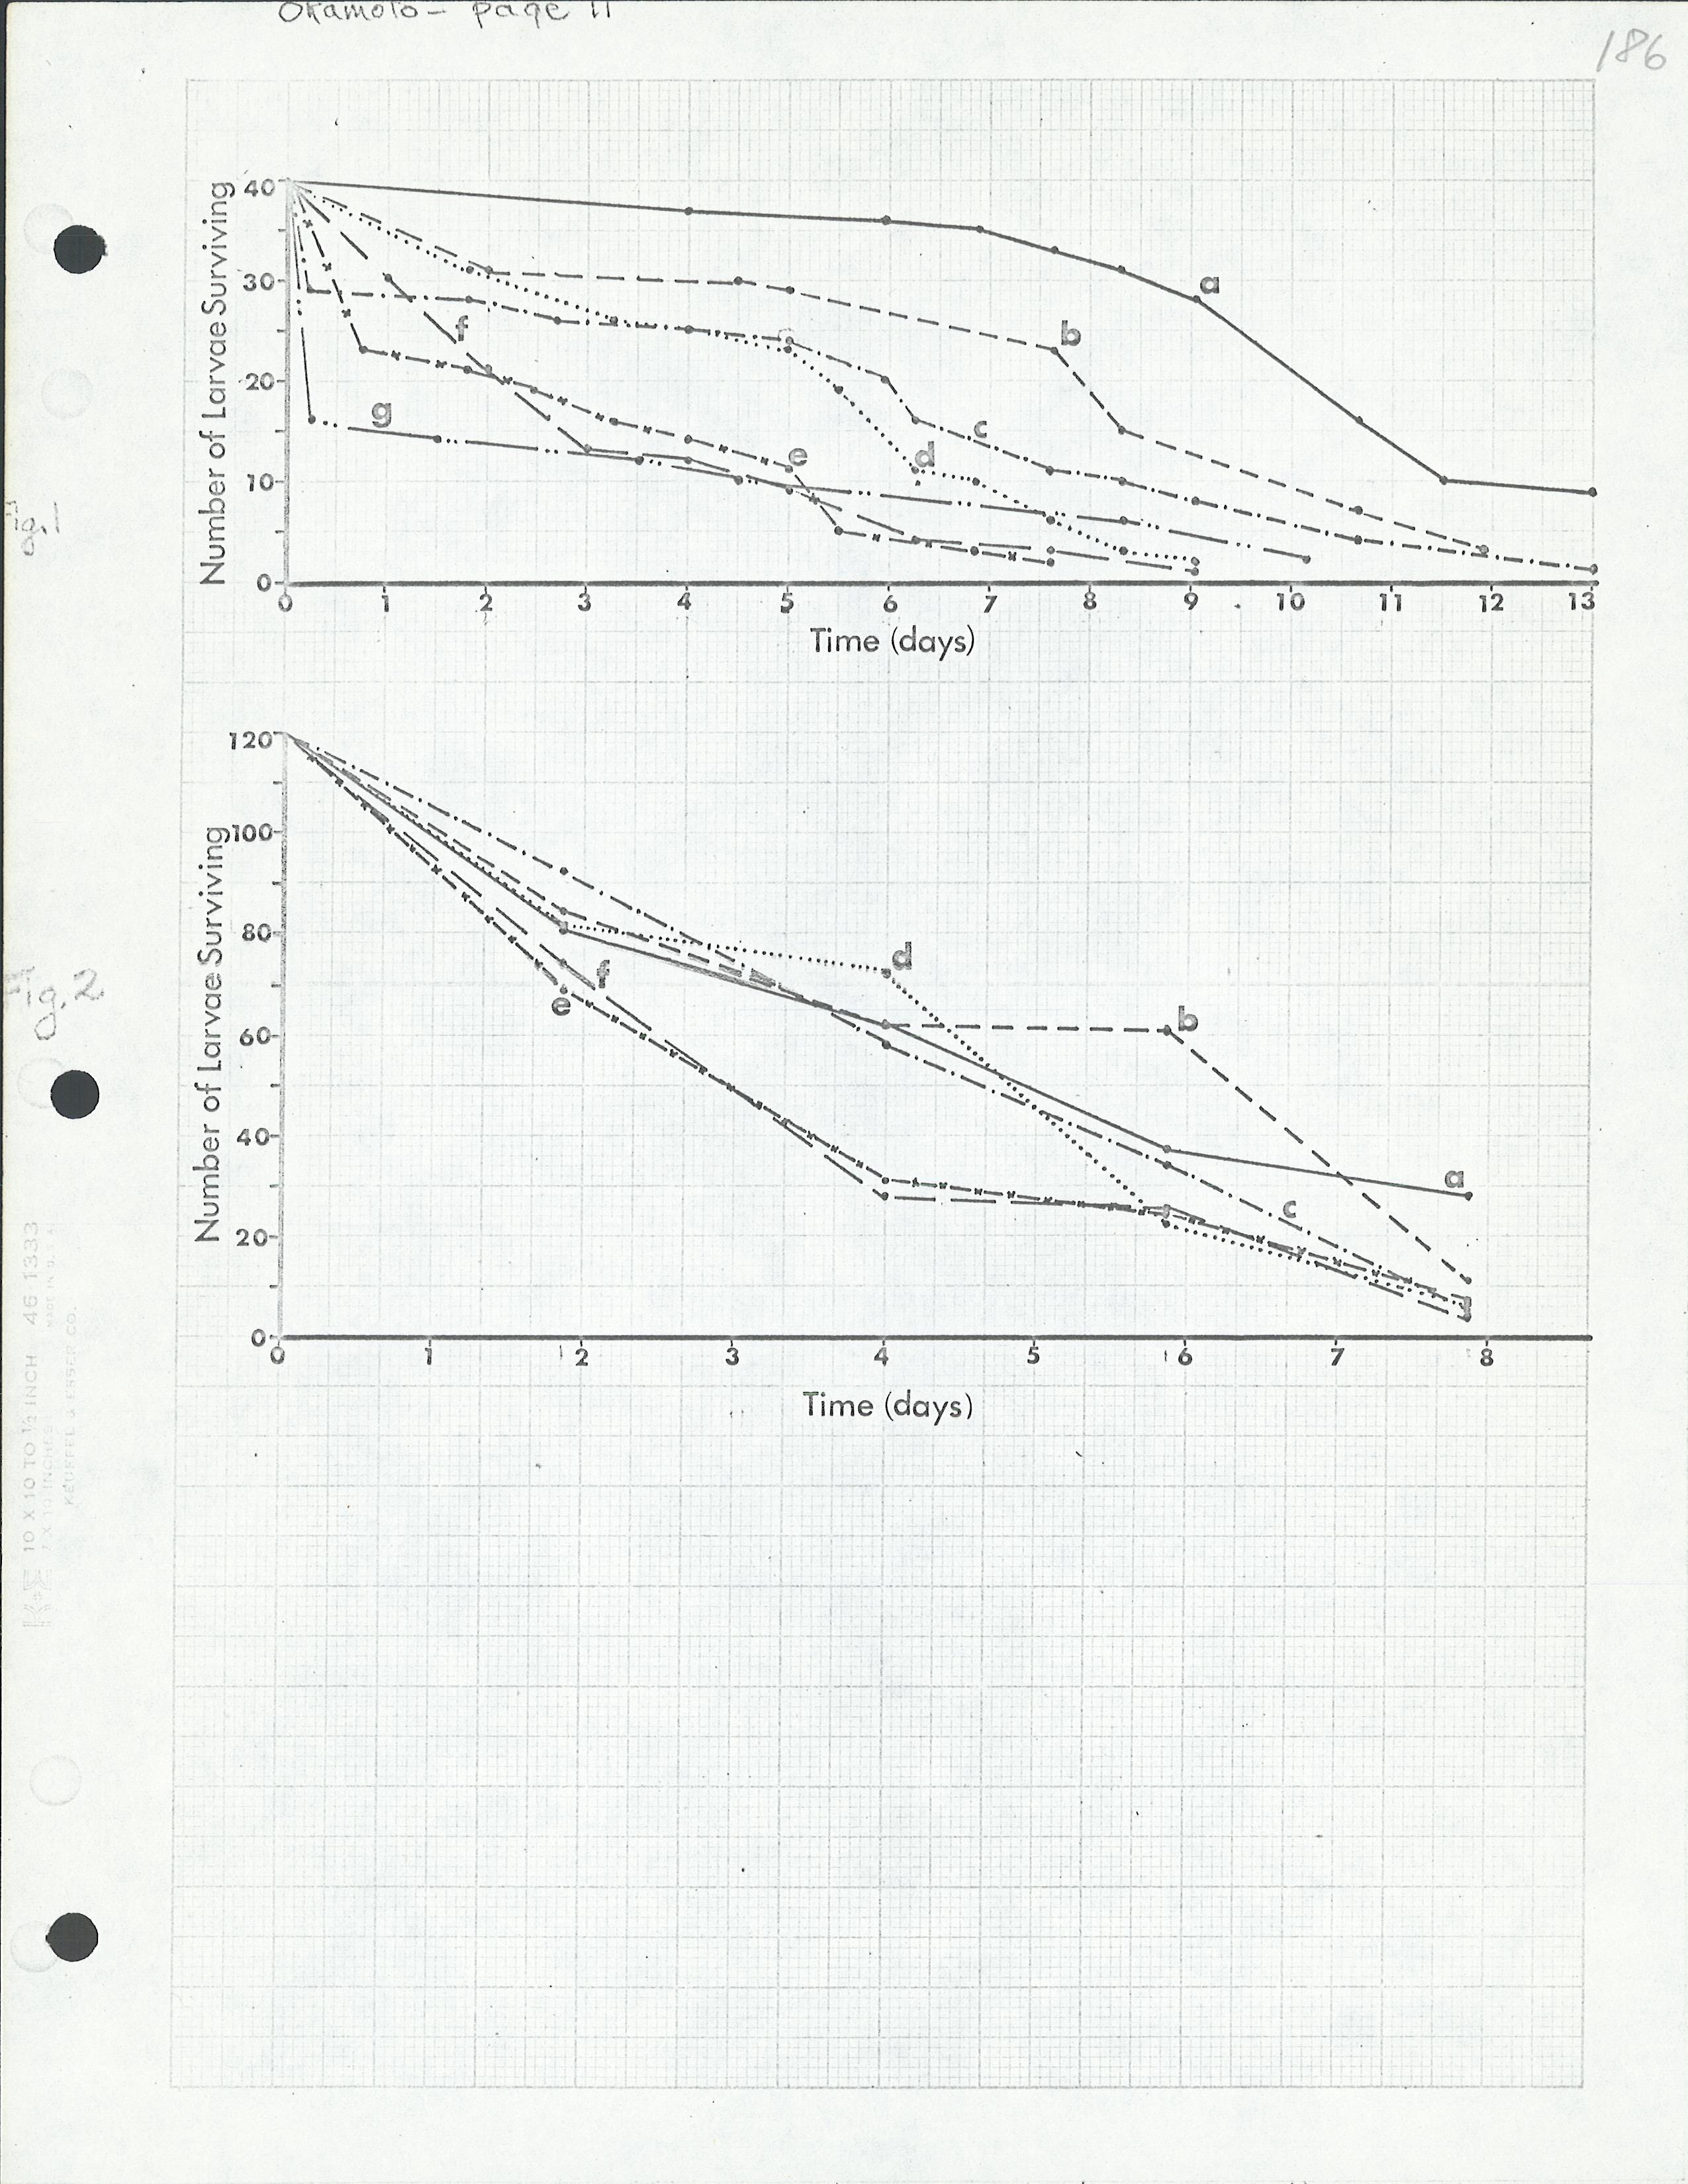 Okamoto - page 11
186
Fig. 1
Number of Larvae Surviving
40
30
20
10
0
a
b
c
d
e
f
g
0 1 2 3 4 5 6 7 8 9 10 11 12 13
Time (days)
Fig. 2
Number of Larvae Surviving
120
100
80
60
40
20
0
d
b
f
e
a
c
0 1 2 3 4 5 6 7 8
Time (days)
10 X 10 TO ½ INCH 46 1333
7 X 10 INCHES MADE IN U.S.A.
KEUFFEL & ESSER CO.